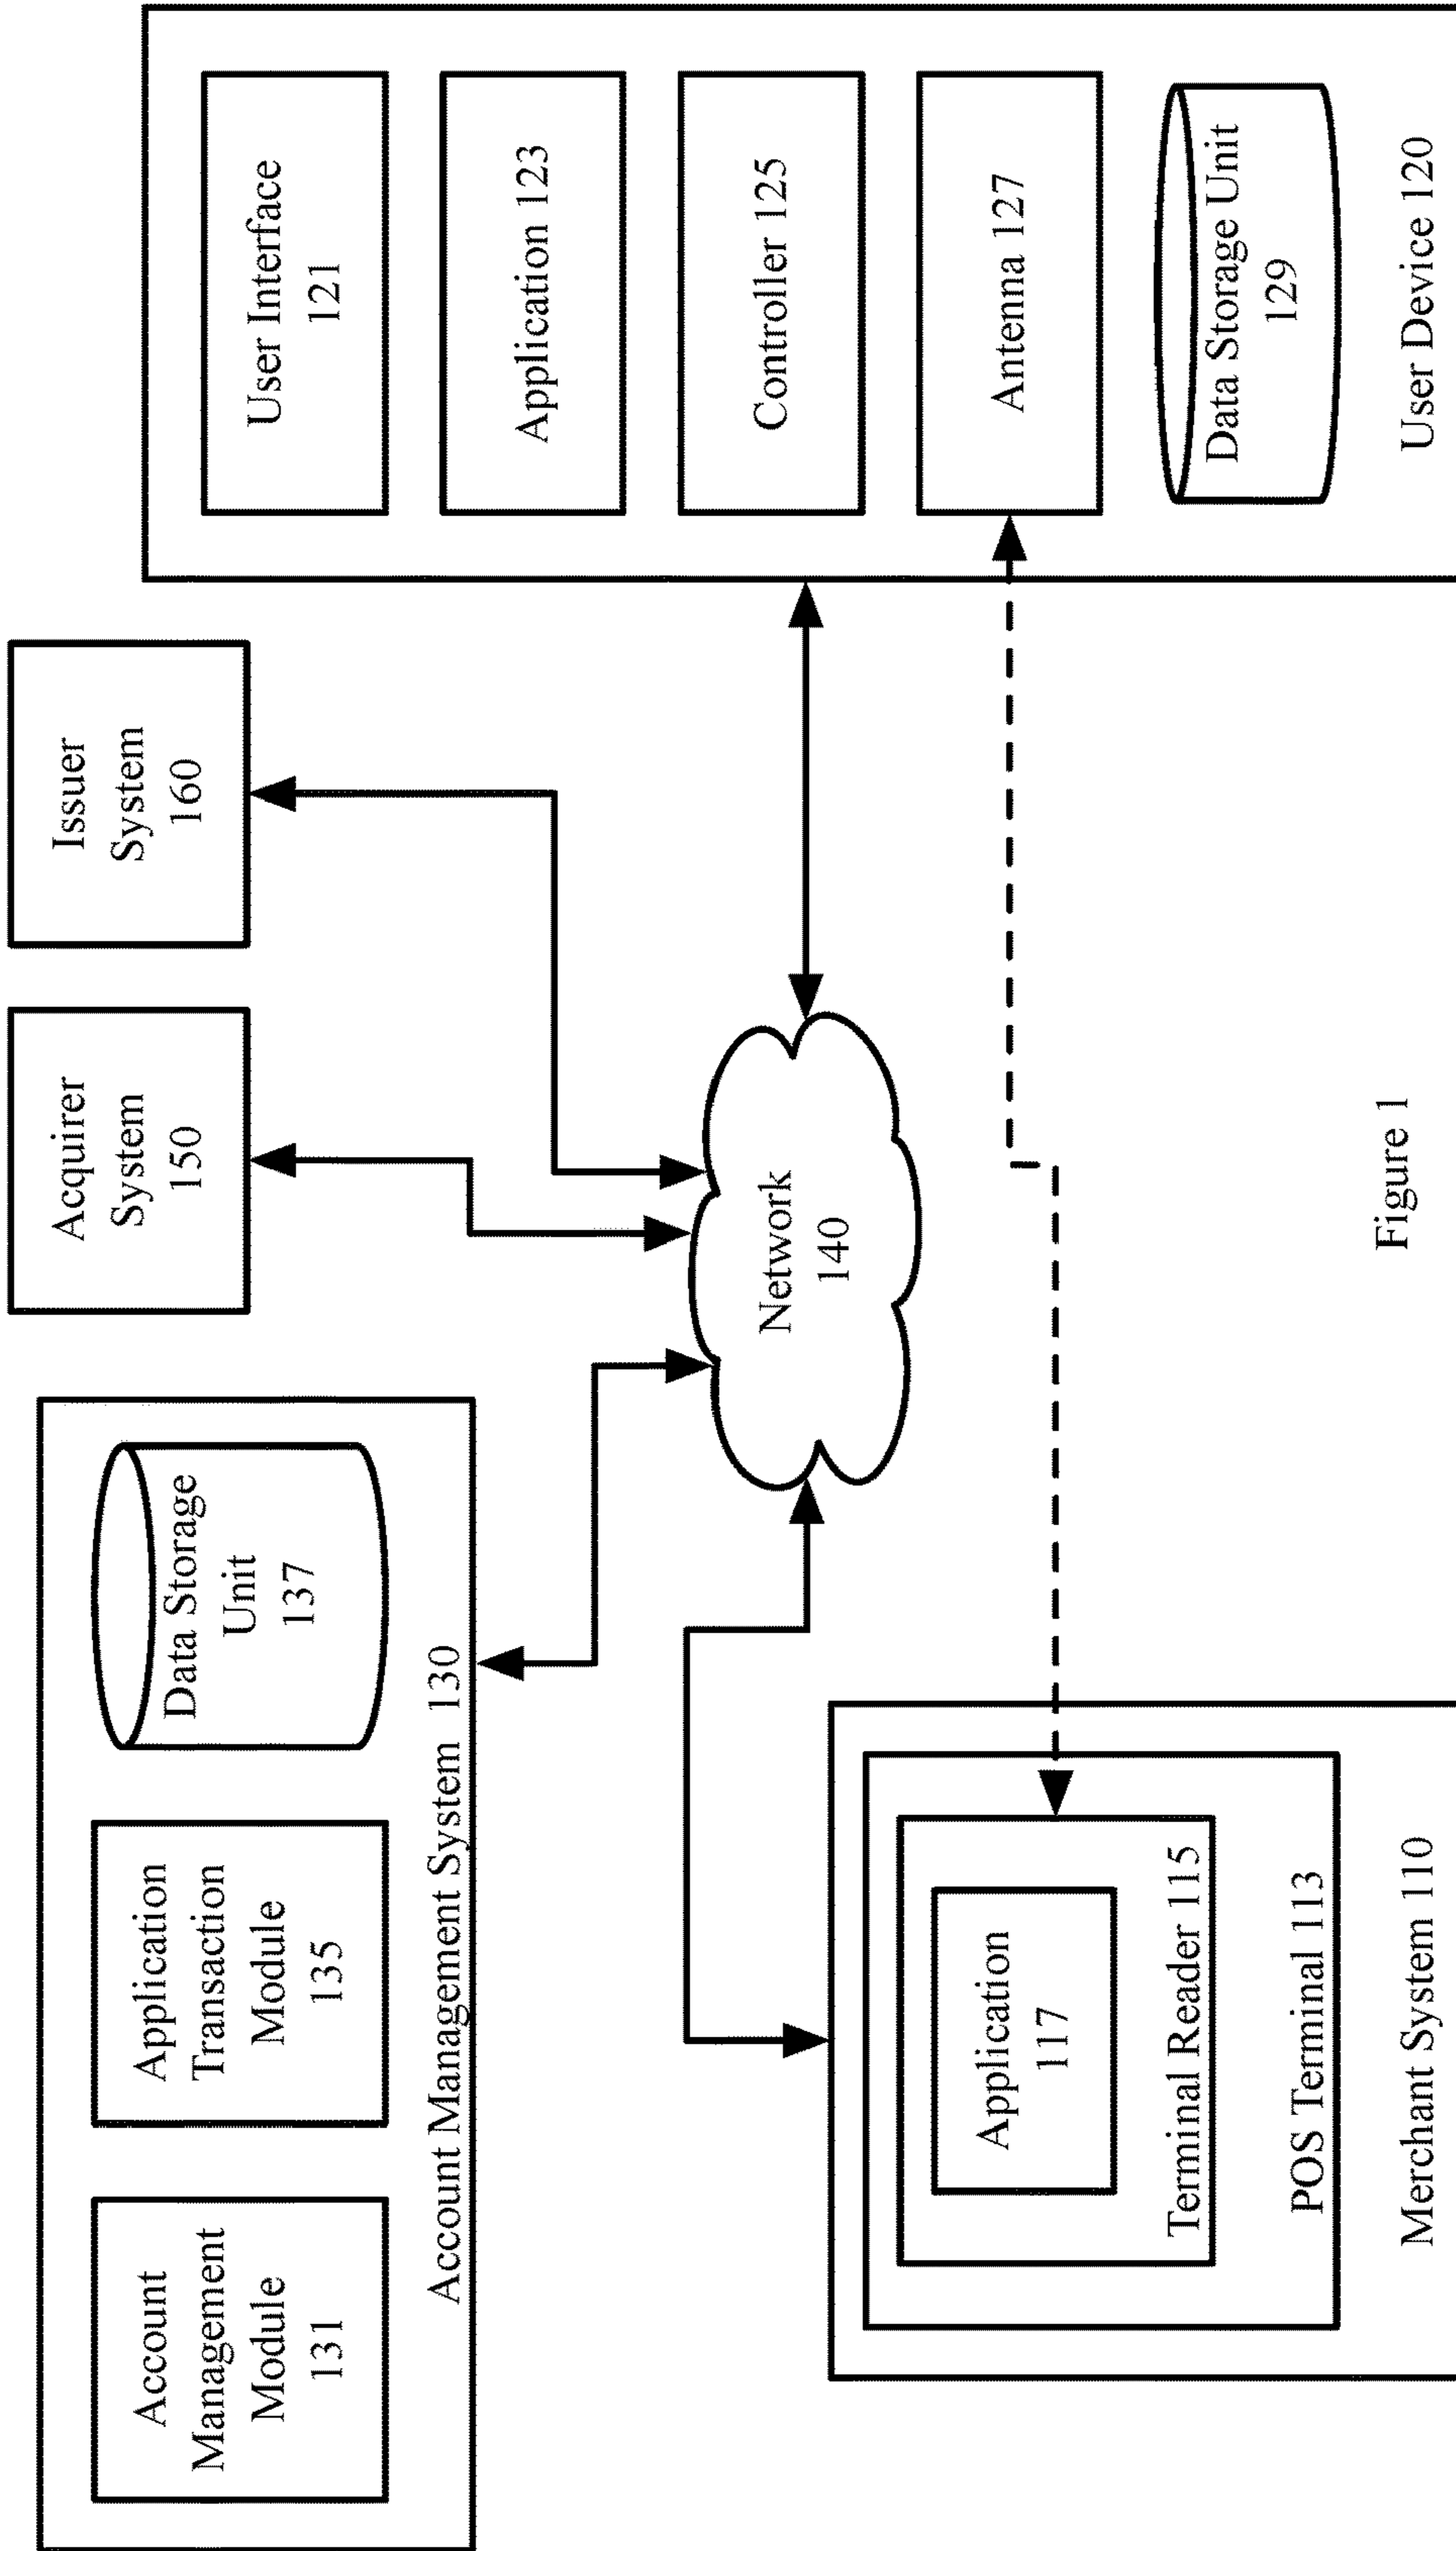 Account
Management
Module
131
Application
Transaction
Module
135
Data Storage
Unit
137
Account Management System 130
Acquirer
System
150
Issuer
System
160
User Interface
121
Application 123
Controller 125
Antenna 127
Data Storage Unit
129
User Device 120
Network
140
Application
117
Terminal Reader 115
POS Terminal 113
Merchant System 110
Figure 1